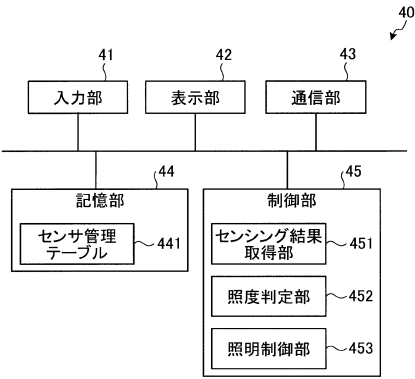 40
41
42
43
入力部
表示部
通信部
44
45
記憶部
制御部
センサ管理
テーブル
441
センシング結果
取得部
451
照度判定部
452
照明制御部
453